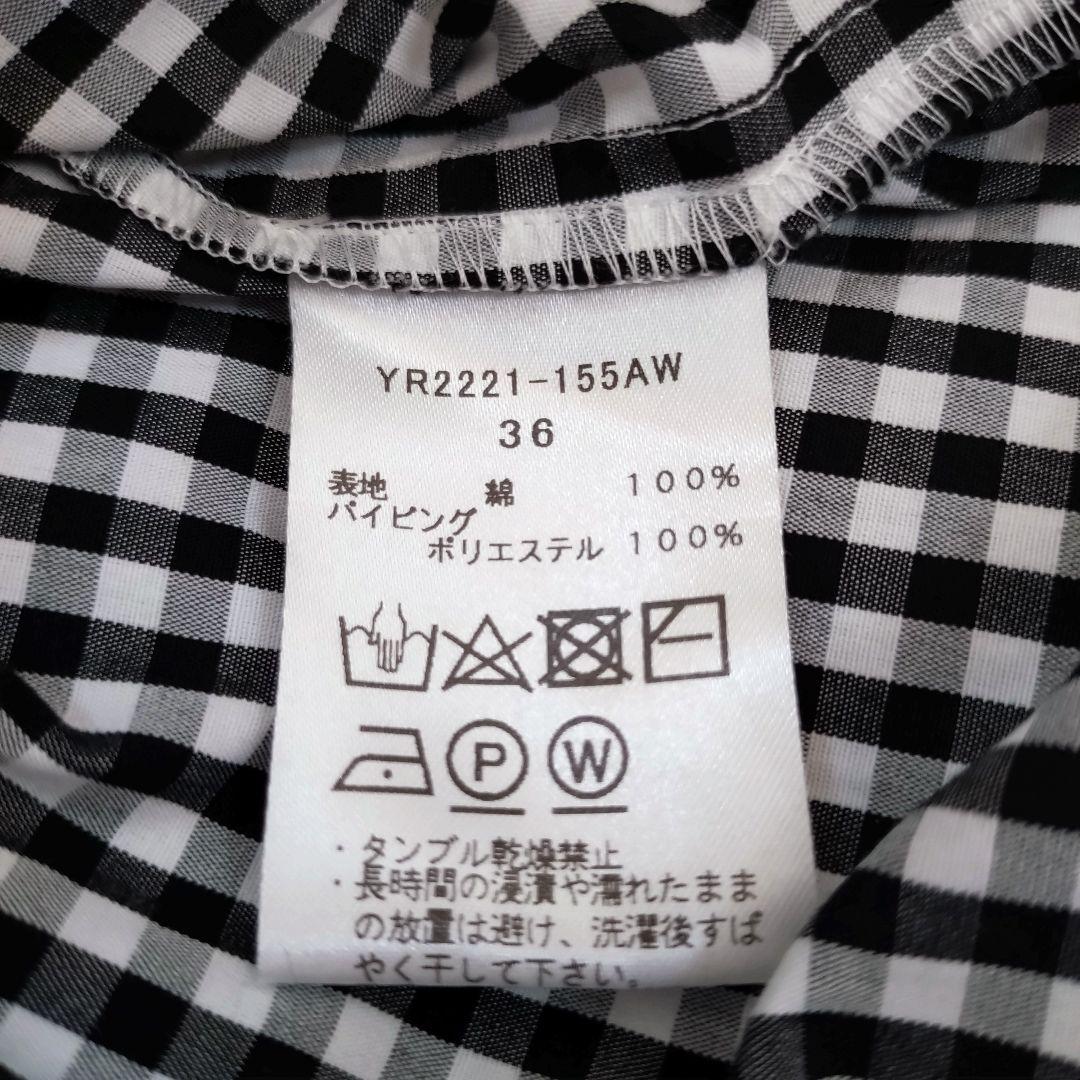 YR2221-155AW
36
表地 綿 100%
パイピング
ポリエステル 100%
P W
・タンブル乾燥禁止
・長時間の浸漬や濡れたまま
の放置は避け、洗濯後すば
やく干して下さい。